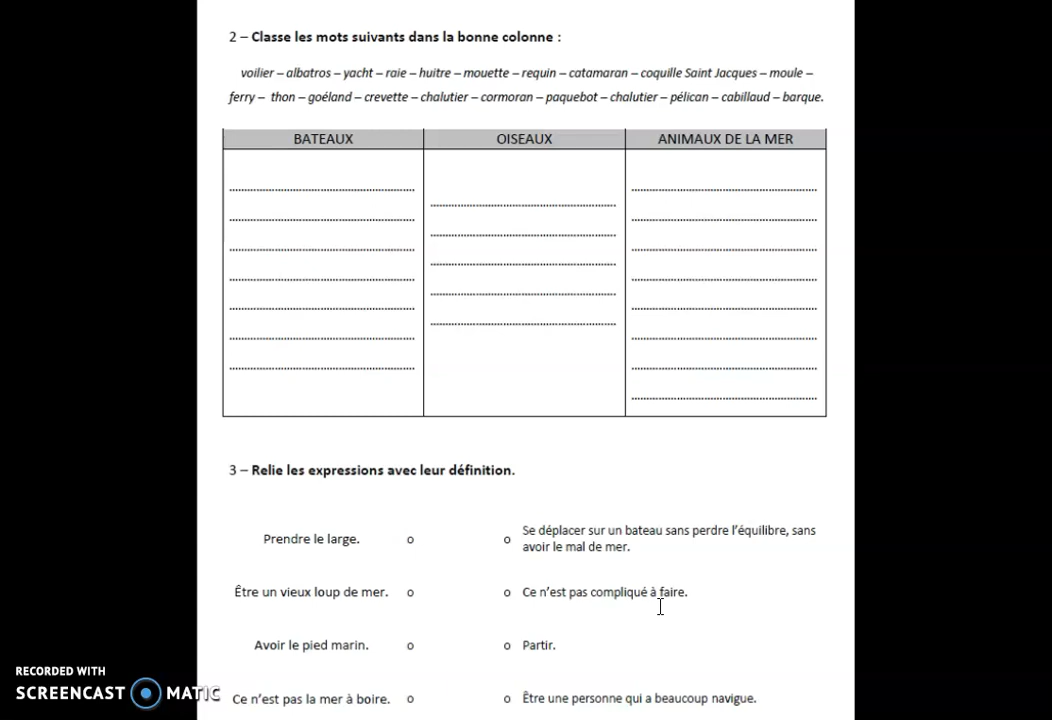 2 – Classe les mots suivants dans la bonne colonne :
voilier – albatros – yacht – raie – huitre – mouette – requin – catamaran – coquille Saint Jacques – moule –
ferry – thon – goéland – crevette – chalutier – cormoran – paquebot – chalutier – pélican – cabillaud – barque.
BATEAUX OISEAUX ANIMAUX DE LA MER
3 – Relie les expressions avec leur définition.
Prendre le large. o o Se déplacer sur un bateau sans perdre l'équilibre, sans
avoir le mal de mer.
Être un vieux loup de mer. o o Ce n'est pas compliqué à faire.
Avoir le pied marin. o o Partir.
Ce n'est pas la mer à boire. o o Être une personne qui a beaucoup navigue.
RECORDED WITH
SCREENCAST MATIC